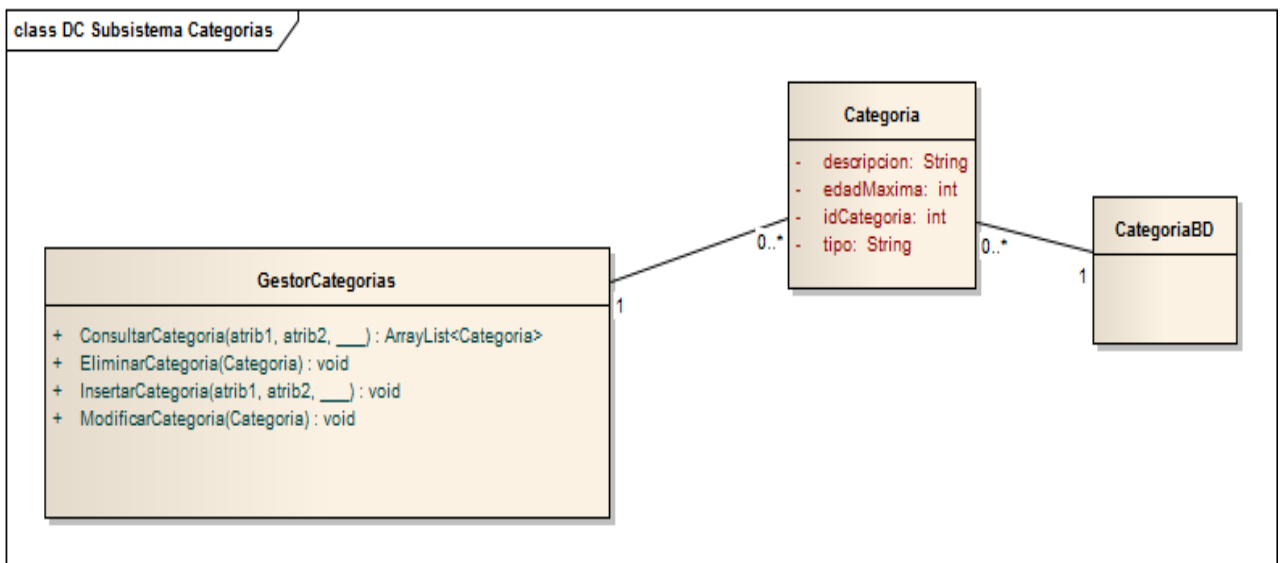 class DC Subsistema Categorias
Categoria
- descripcion: String
- edadMaxima: int
- idCategoria: int
- tipo: String
CategoriaBD
0..*
0..*
1
GestorCategorias
1
+ ConsultarCategoria(atrib1, atrib2, ___) : ArrayList<Categoria>
+ EliminarCategoria(Categoria) : void
+ InsertarCategoria(atrib1, atrib2, ___) : void
+ ModificarCategoria(Categoria) : void